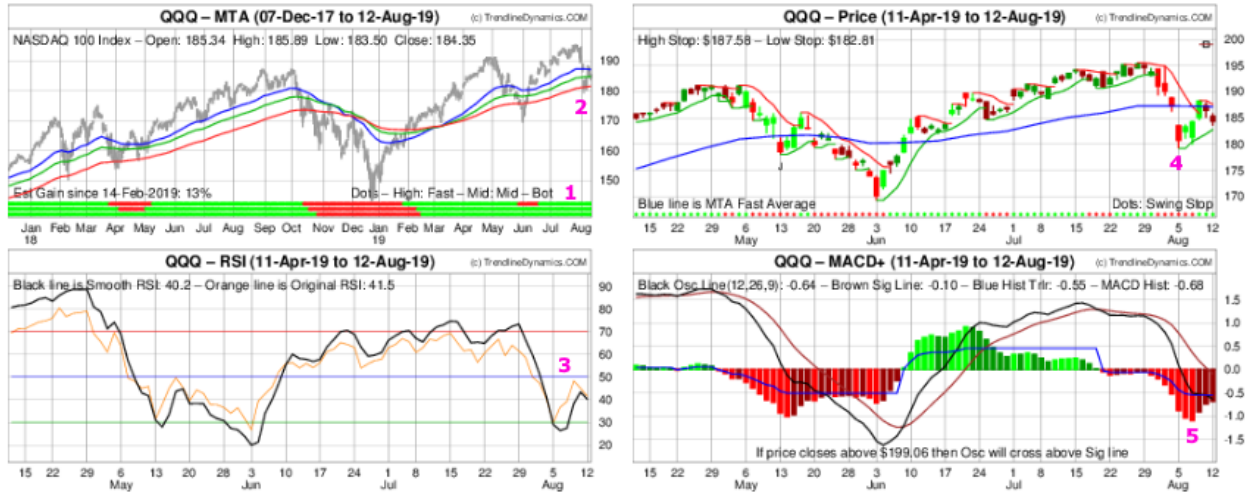 QQQ – MTA (07-Dec-17 to 12-Aug-19)
(c) TrendlineDynamics.COM
NASDAQ 100 Index – Open: 185.34 High: 185.89 Low: 183.50 Close: 184.35
190
180
170
160
150
2
1
Est Gain since 14-Feb-2019: 13%
Dots – High: Fast – Mid: Mid – Bot
Jan Feb Mar Apr May Jun Jul Aug Sep Oct Nov Dec Jan Feb Mar Apr May Jun Jul Aug
18 19
QQQ – Price (11-Apr-19 to 12-Aug-19)
(c) TrendlineDynamics.COM
High Stop: $187.58 – Low Stop: $182.81
200
195
190
185
180
175
170
4
J
Blue line is MTA Fast Average
Dots: Swing Stop
15 22 29 6 13 20 28 3 10 17 24 1 8 15 22 29 5 12
May Jun Jul Aug
QQQ – RSI (11-Apr-19 to 12-Aug-19)
(c) TrendlineDynamics.COM
Black line is Smooth RSI: 40.2 – Orange line is Original RSI: 41.5
90
80
70
60
50
40
30
20
3
15 22 29 6 13 20 28 3 10 17 24 1 8 15 22 29 5 12
May Jun Jul Aug
QQQ – MACD+ (11-Apr-19 to 12-Aug-19)
(c) TrendlineDynamics.COM
Black Osc Line(12,26,9): -0.64 – Brown Sig Line: -0.10 – Blue Hist Trlr: -0.55 – MACD Hist: -0.68
1.5
1.0
0.5
0.0
-0.5
-1.0
-1.5
5
If price closes above $199.06 then Osc will cross above Sig line
15 22 29 6 13 20 28 3 10 17 24 1 8 15 22 29 5 12
May Jun Jul Aug